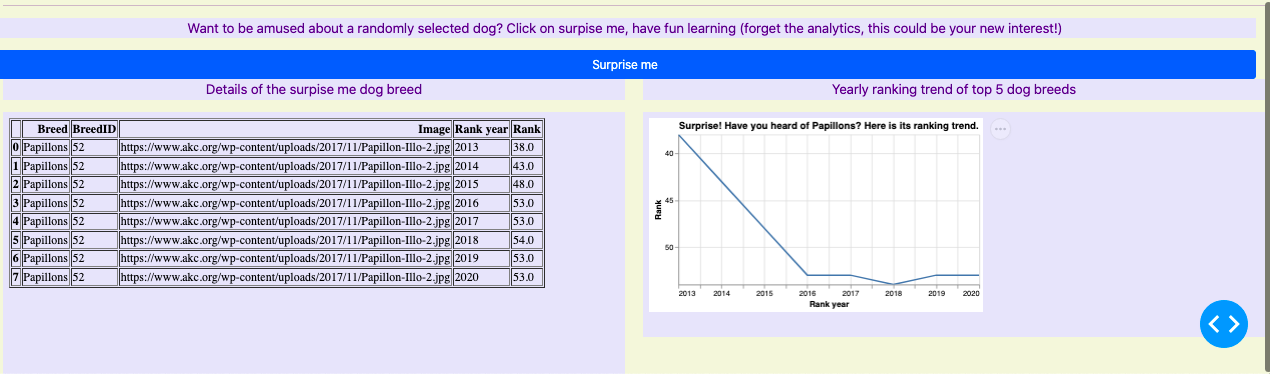 Want to be amused about a randomly selected dog? Click on surpise me, have fun learning (forget the analytics, this could be your new interest!)
Surprise me
Details of the surpise me dog breed
Breed BreedID Image Rank year Rank
0 Papillons 52 https://www.akc.org/wp-content/uploads/2017/11/Papillon-Illo-2.jpg 2013 38.0
1 Papillons 52 https://www.akc.org/wp-content/uploads/2017/11/Papillon-Illo-2.jpg 2014 43.0
2 Papillons 52 https://www.akc.org/wp-content/uploads/2017/11/Papillon-Illo-2.jpg 2015 48.0
3 Papillons 52 https://www.akc.org/wp-content/uploads/2017/11/Papillon-Illo-2.jpg 2016 53.0
4 Papillons 52 https://www.akc.org/wp-content/uploads/2017/11/Papillon-Illo-2.jpg 2017 53.0
5 Papillons 52 https://www.akc.org/wp-content/uploads/2017/11/Papillon-Illo-2.jpg 2018 54.0
6 Papillons 52 https://www.akc.org/wp-content/uploads/2017/11/Papillon-Illo-2.jpg 2019 53.0
7 Papillons 52 https://www.akc.org/wp-content/uploads/2017/11/Papillon-Illo-2.jpg 2020 53.0
Yearly ranking trend of top 5 dog breeds
Surprise! Have you heard of Papillons? Here is its ranking trend.
40
45
50
Rank
2013 2014 2015 2016 2017 2018 2019 2020
Rank year